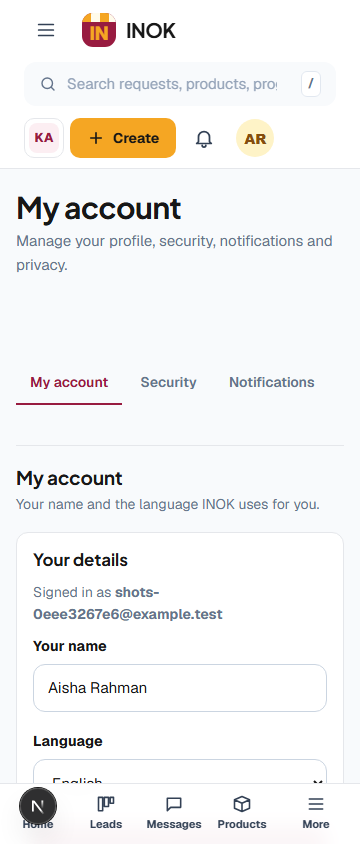 IN INOK
Search requests, products, pro
/
KA
+ Create
AR
My account
Manage your profile, security, notifications and
privacy.
My account Security Notifications
My account
Your name and the language INOK uses for you.
Your details
Signed in as shots-
0eee3267e6@example.test
Your name
Aisha Rahman
Language
English
N
Home Leads Messages Products More